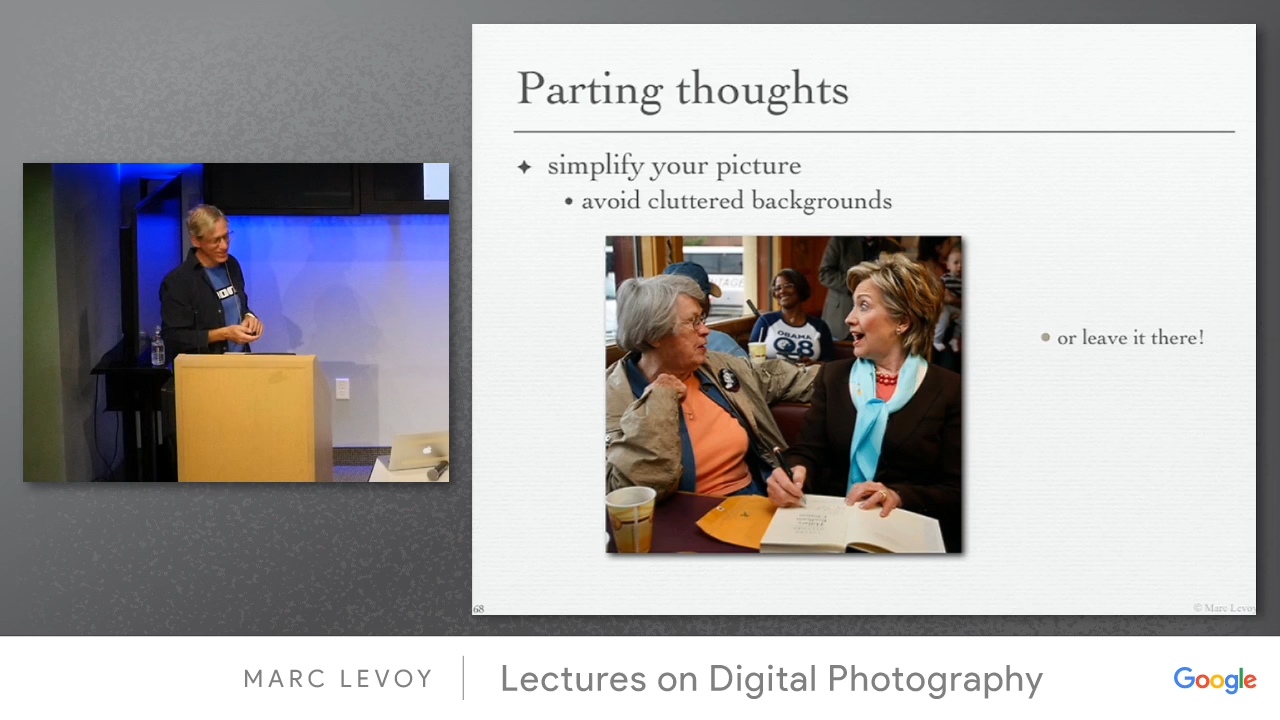 Parting thoughts
✦ simplify your picture
• avoid cluttered backgrounds
TAGE
OBAMA
08
• or leave it there!
68
© Marc Levoy
MARC LEVOY
Lectures on Digital Photography
Google